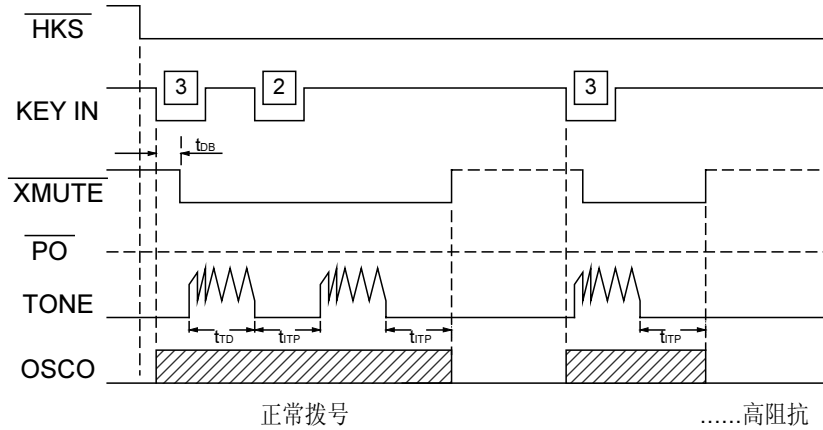 HKS
KEY IN 3 2 3
tDB
XMUTE
PO
TONE
tTD tITP tITP tITP
OSCO
正常拨号 ......高阻抗